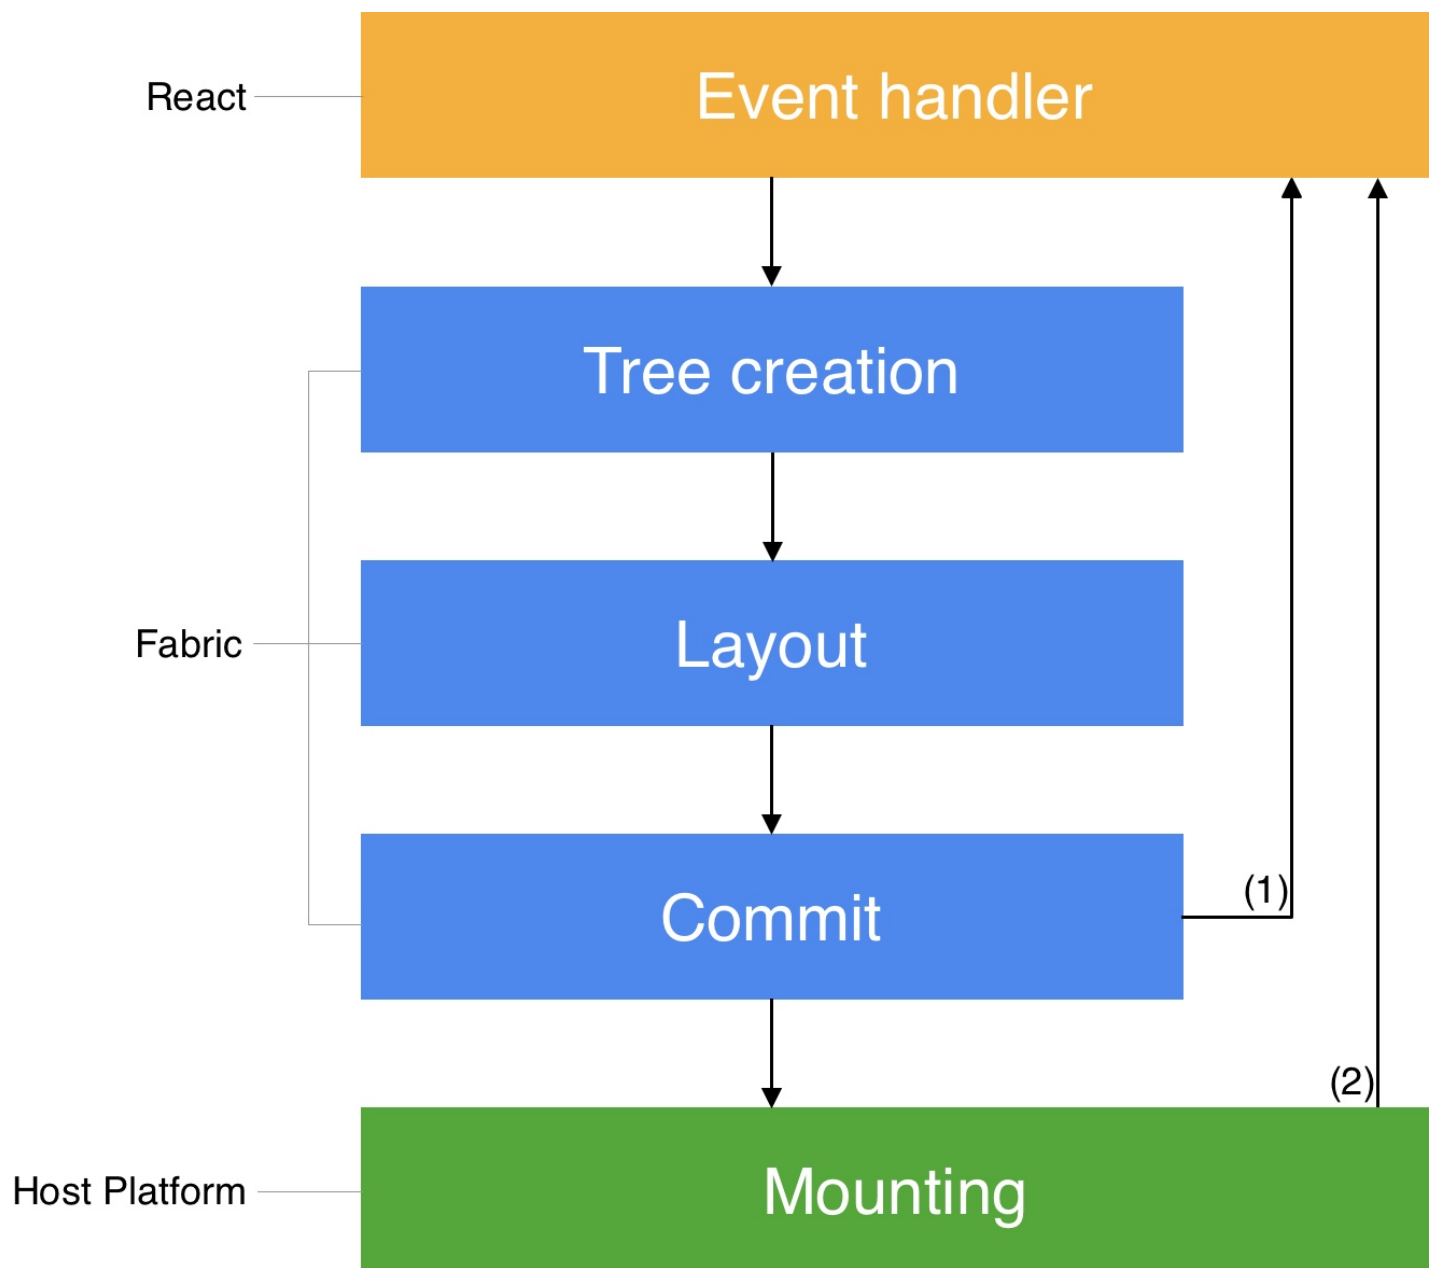 React
Event handler
Tree creation
Fabric
Layout
Commit
(1)
(2)
Host Platform
Mounting